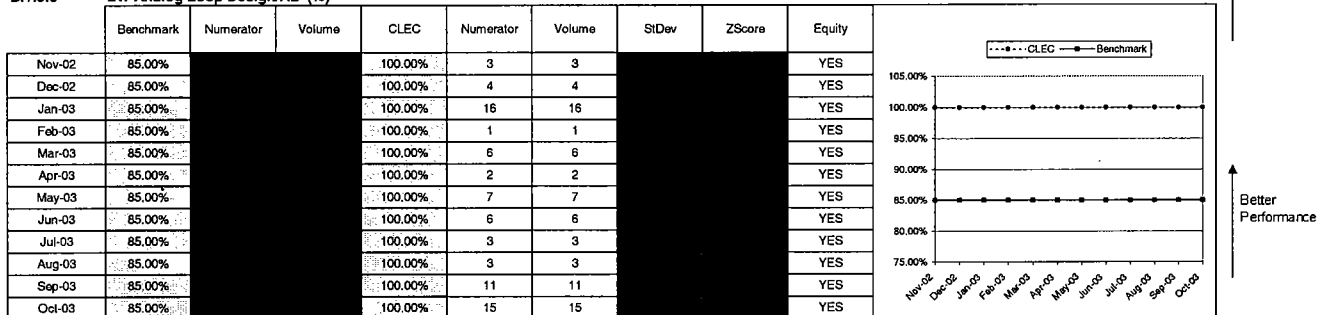 Benchmark Numerator Volume CLEC Numerator Volume StDev ZScore Equity
Nov-02 85.00% 100.00% 3 3 YES
Dec-02 85.00% 100.00% 4 4 YES
Jan-03 85.00% 100.00% 16 16 YES
Feb-03 85.00% 100.00% 1 1 YES
Mar-03 85.00% 100.00% 6 6 YES
Apr-03 85.00% 100.00% 2 2 YES
May-03 85.00% 100.00% 7 7 YES
Jun-03 85.00% 100.00% 6 6 YES
Jul-03 85.00% 100.00% 3 3 YES
Aug-03 85.00% 100.00% 3 3 YES
Sep-03 85.00% 100.00% 11 11 YES
Oct-03 85.00% 100.00% 15 15 YES
CLEC Benchmark
105.00%
100.00%
95.00%
90.00%
85.00%
80.00%
75.00%
Nov-02 Dec-02 Jan-03 Feb-03 Mar-03 Apr-03 May-03 Jun-03 Jul-03 Aug-03 Sep-03 Oct-03
Better
Performance